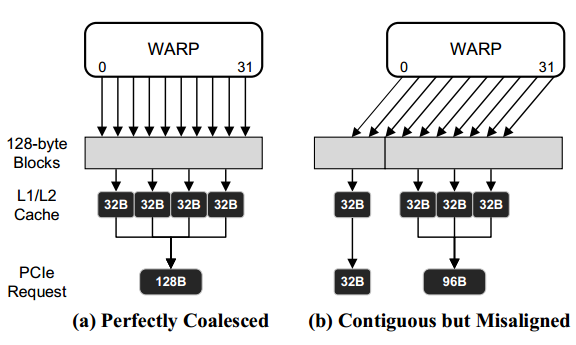 WARP
0 31
WARP
0 31
128-byte
Blocks
L1/L2
Cache
32B 32B 32B 32B
32B
32B 32B 32B
PCIe
Request
128B
32B
96B
(a) Perfectly Coalesced
(b) Contiguous but Misaligned